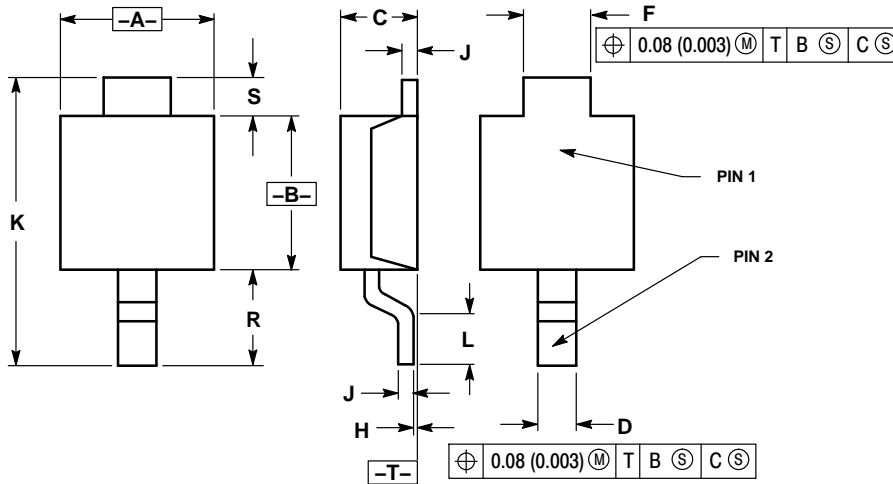 –A–
C
J
F
⌖ 0.08 (0.003) Ⓜ T B Ⓢ C Ⓢ
S
K
–B–
PIN 1
PIN 2
R
L
J
H
D
–T–
⌖ 0.08 (0.003) Ⓜ T B Ⓢ C Ⓢ